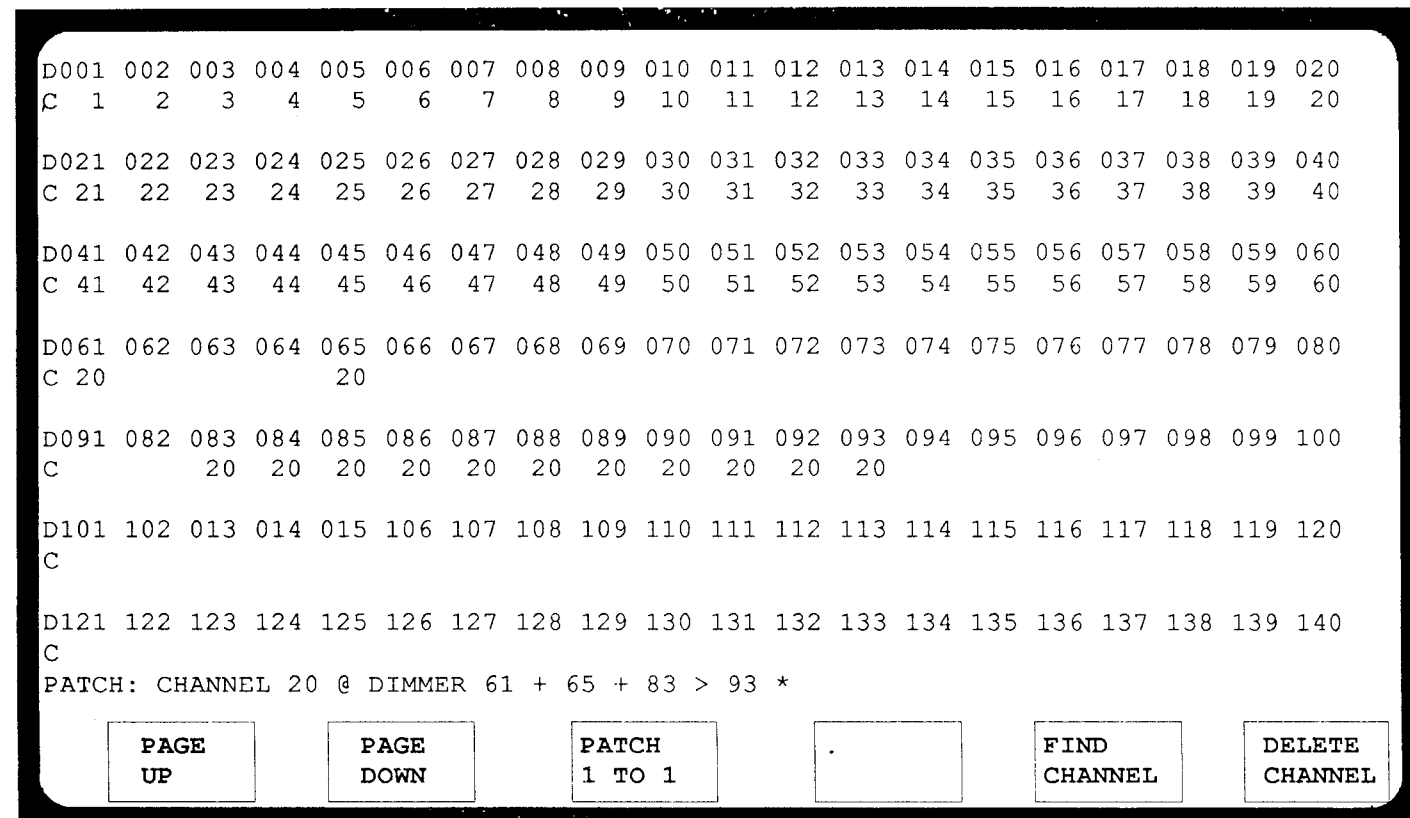 D001 002 003 004 005 006 007 008 009 010 011 012 013 014 015 016 017 018 019 020
C 1 2 3 4 5 6 7 8 9 10 11 12 13 14 15 16 17 18 19 20
D021 022 023 024 025 026 027 028 029 030 031 032 033 034 035 036 037 038 039 040
C 21 22 23 24 25 26 27 28 29 30 31 32 33 34 35 36 37 38 39 40
D041 042 043 044 045 046 047 048 049 050 051 052 053 054 055 056 057 058 059 060
C 41 42 43 44 45 46 47 48 49 50 51 52 53 54 55 56 57 58 59 60
D061 062 063 064 065 066 067 068 069 070 071 072 073 074 075 076 077 078 079 080
C 20 20
D091 082 083 084 085 086 087 088 089 090 091 092 093 094 095 096 097 098 099 100
C 20 20 20 20 20 20 20 20 20 20 20
D101 102 013 014 015 106 107 108 109 110 111 112 113 114 115 116 117 118 119 120
C
D121 122 123 124 125 126 127 128 129 130 131 132 133 134 135 136 137 138 139 140
C
PATCH: CHANNEL 20 @ DIMMER 61 + 65 + 83 > 93 *
PAGE UP
PAGE DOWN
PATCH 1 TO 1
.
FIND CHANNEL
DELETE CHANNEL